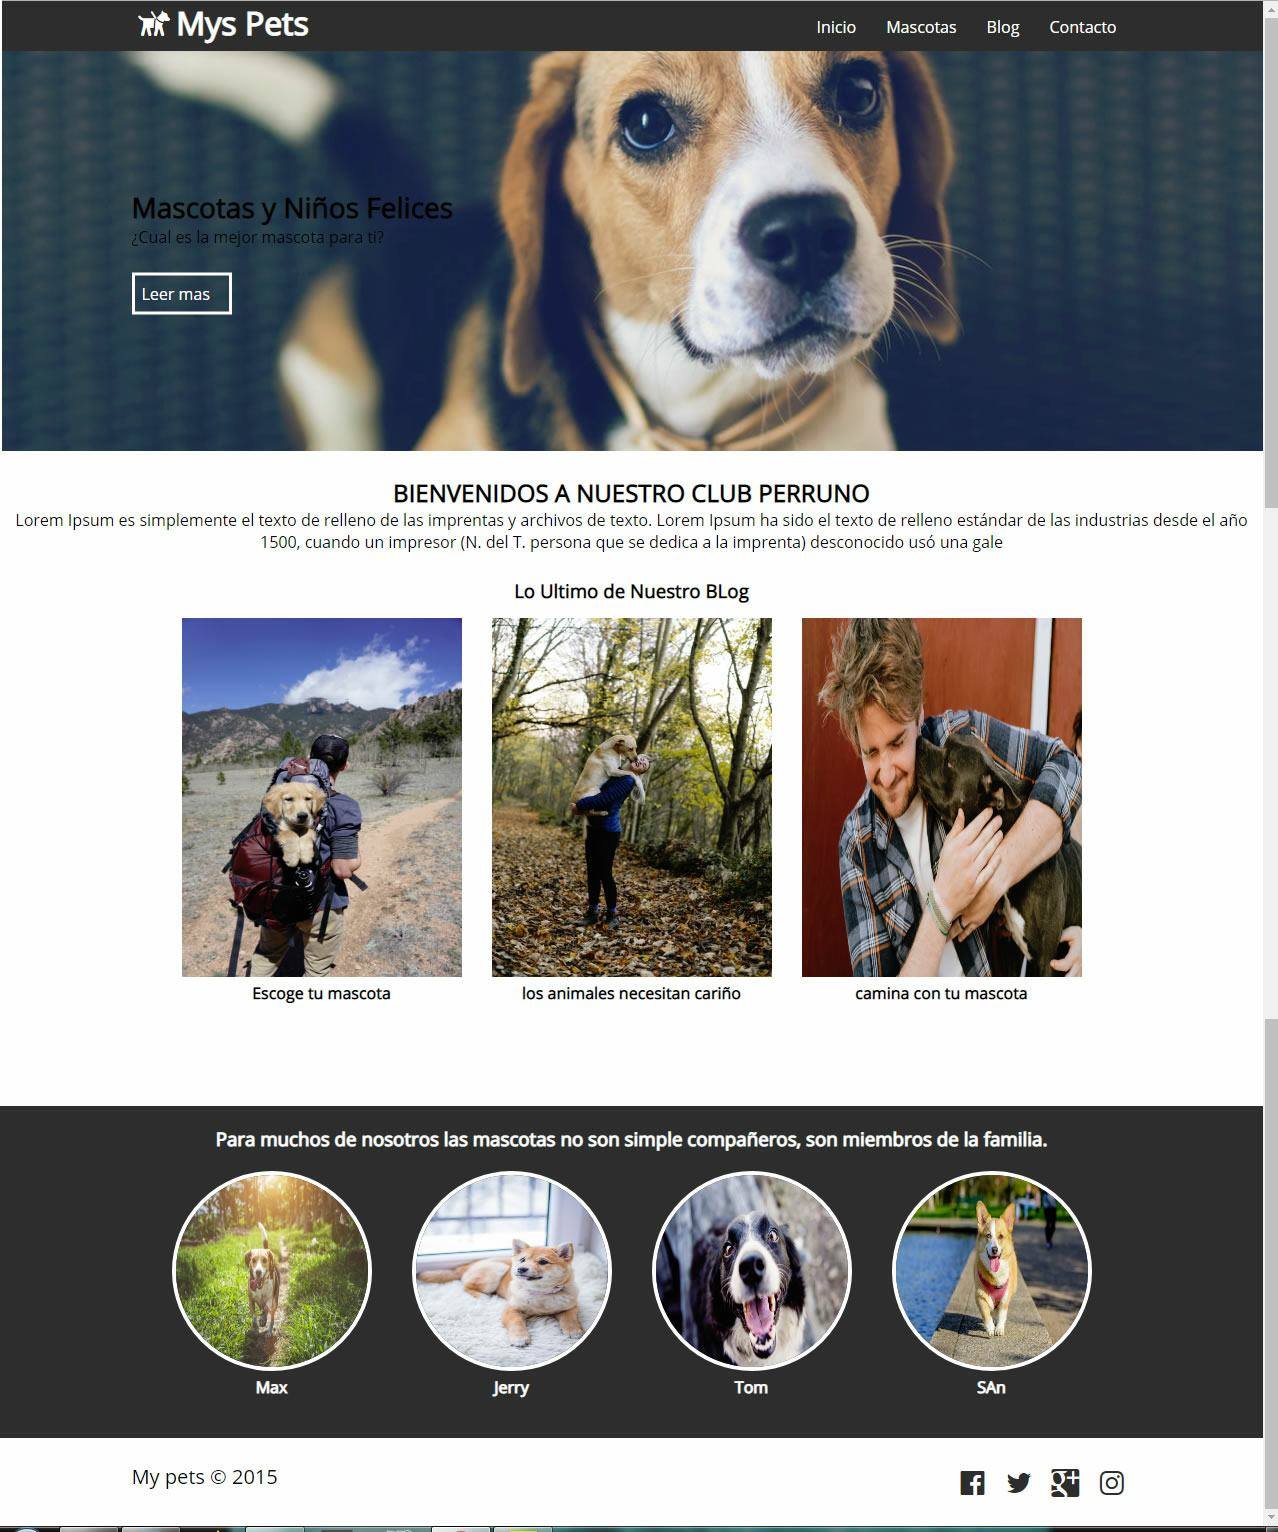 Mys Pets
Inicio Mascotas Blog Contacto
Mascotas y Niños Felices
¿Cual es la mejor mascota para ti?
Leer mas
BIENVENIDOS A NUESTRO CLUB PERRUNO
Lorem Ipsum es simplemente el texto de relleno de las imprentas y archivos de texto. Lorem Ipsum ha sido el texto de relleno estándar de las industrias desde el año
1500, cuando un impresor (N. del T. persona que se dedica a la imprenta) desconocido usó una gale
Lo Ultimo de Nuestro BLog
Escoge tu mascota
los animales necesitan cariño
camina con tu mascota
Para muchos de nosotros las mascotas no son simple compañeros, son miembros de la familia.
Max
Jerry
Tom
SAn
My pets © 2015